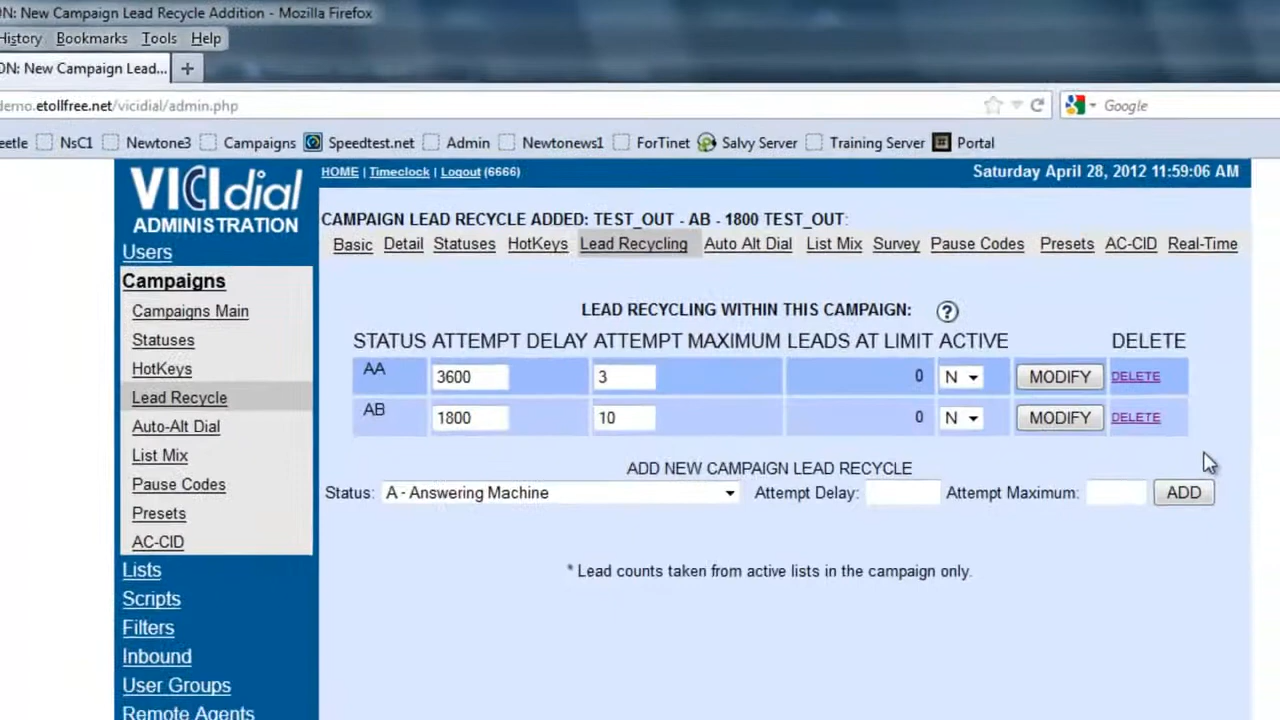 ON: New Campaign Lead Recycle Addition - Mozilla Firefox
History Bookmarks Tools Help
ON: New Campaign Lead... +
demo.etollfree.net/vicidial/admin.php Google
eetle NsC1 Newtone3 Campaigns Speedtest.net Admin Newtonews1 ForTinet Salvy Server Training Server Portal
VICIdial
ADMINISTRATION
HOME | Timeclock | Logout (6666) Saturday April 28, 2012 11:59:06 AM
CAMPAIGN LEAD RECYCLE ADDED: TEST_OUT - AB - 1800 TEST_OUT:
Basic Detail Statuses HotKeys Lead Recycling Auto Alt Dial List Mix Survey Pause Codes Presets AC-CID Real-Time
Users
Campaigns
Campaigns Main
Statuses
HotKeys
Lead Recycle
Auto-Alt Dial
List Mix
Pause Codes
Presets
AC-CID
Lists
Scripts
Filters
Inbound
User Groups
Remote Agents
LEAD RECYCLING WITHIN THIS CAMPAIGN: ?
STATUS ATTEMPT DELAY ATTEMPT MAXIMUM LEADS AT LIMIT ACTIVE DELETE
AA 3600 3 0 N MODIFY DELETE
AB 1800 10 0 N MODIFY DELETE
ADD NEW CAMPAIGN LEAD RECYCLE
Status: A - Answering Machine Attempt Delay: Attempt Maximum: ADD
* Lead counts taken from active lists in the campaign only.